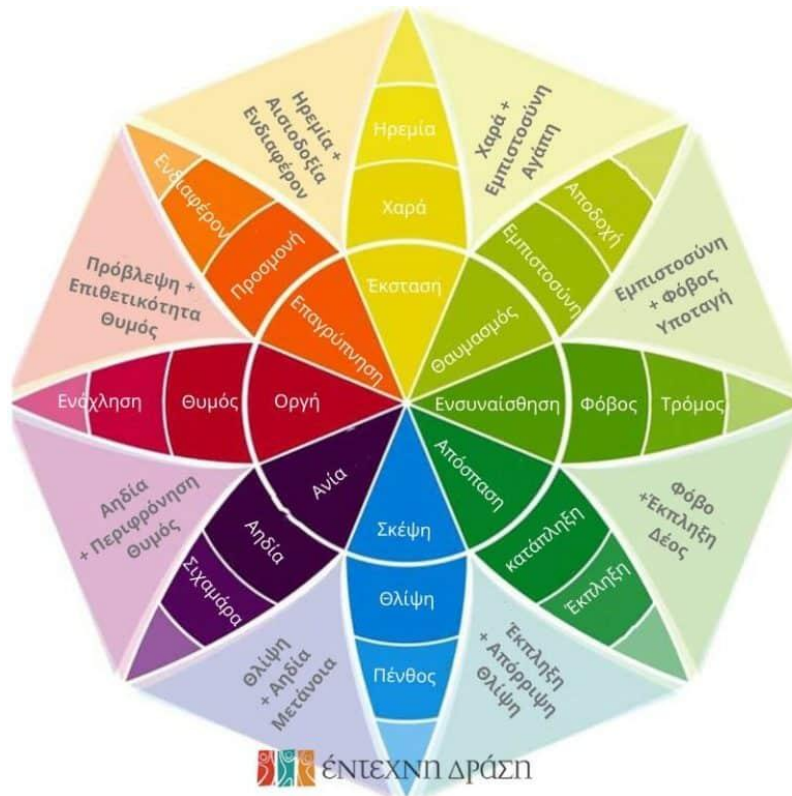 Ηρεμία +
Αισιοδοξία
Ενδιαφέρον
Χαρά +
Εμπιστοσύνη
Αγάπη
Ηρεμία
Χαρά
Έκσταση
Ενδιαφέρον
Προσμονή
Επαγρύπνηση
Αποδοχή
Εμπιστοσύνη
Θαυμασμός
Πρόβλεψη +
Επιθετικότητα
Θυμός
Εμπιστοσύνη
+ Φόβος
Υποταγή
Ενόχληση
Θυμός
Οργή
Ενσυναίσθηση
Φόβος
Τρόμος
Αηδία
+ Περιφρόνηση
Θυμός
Ανία
Αηδία
Σιχαμάρα
Σκέψη
Θλίψη
Πένθος
Απόσπαση
κατάπληξη
Έκπληξη
Φόβο
+Έκπληξη
Δέος
Θλίψη
+ Αηδία
Μετάνοια
Έκπληξη
+ Απόρριψη
Θλίψη
έντεχνη Δράση